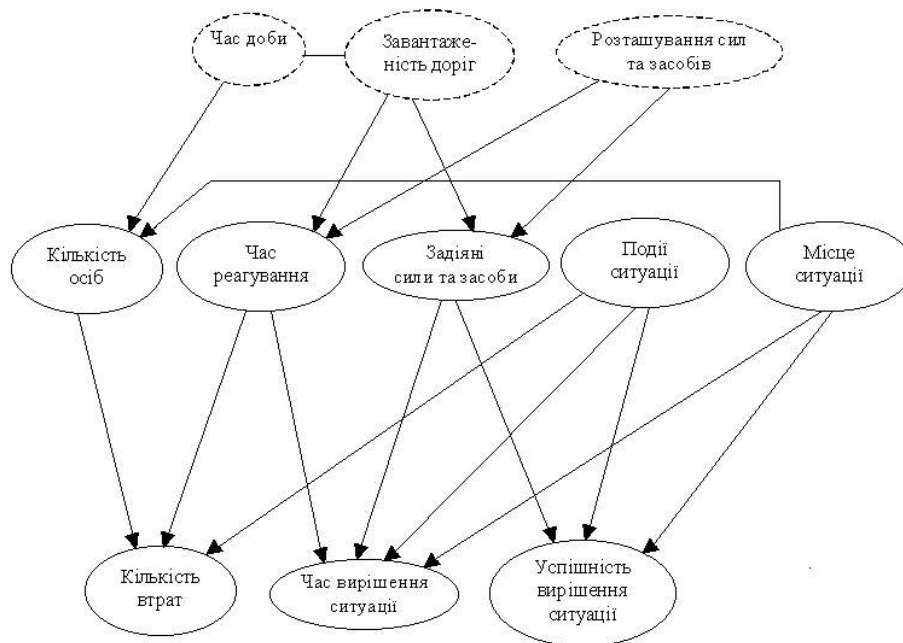 Час доби
Завантаже-
ність доріг
Розташування сил
та засобів
Кількість
осіб
Час
реагування
Задіяні
сили та засоби
Події
ситуації
Місце
ситуації
Кількість
втрат
Час вирішення
ситуації
Успішність
вирішення
ситуації